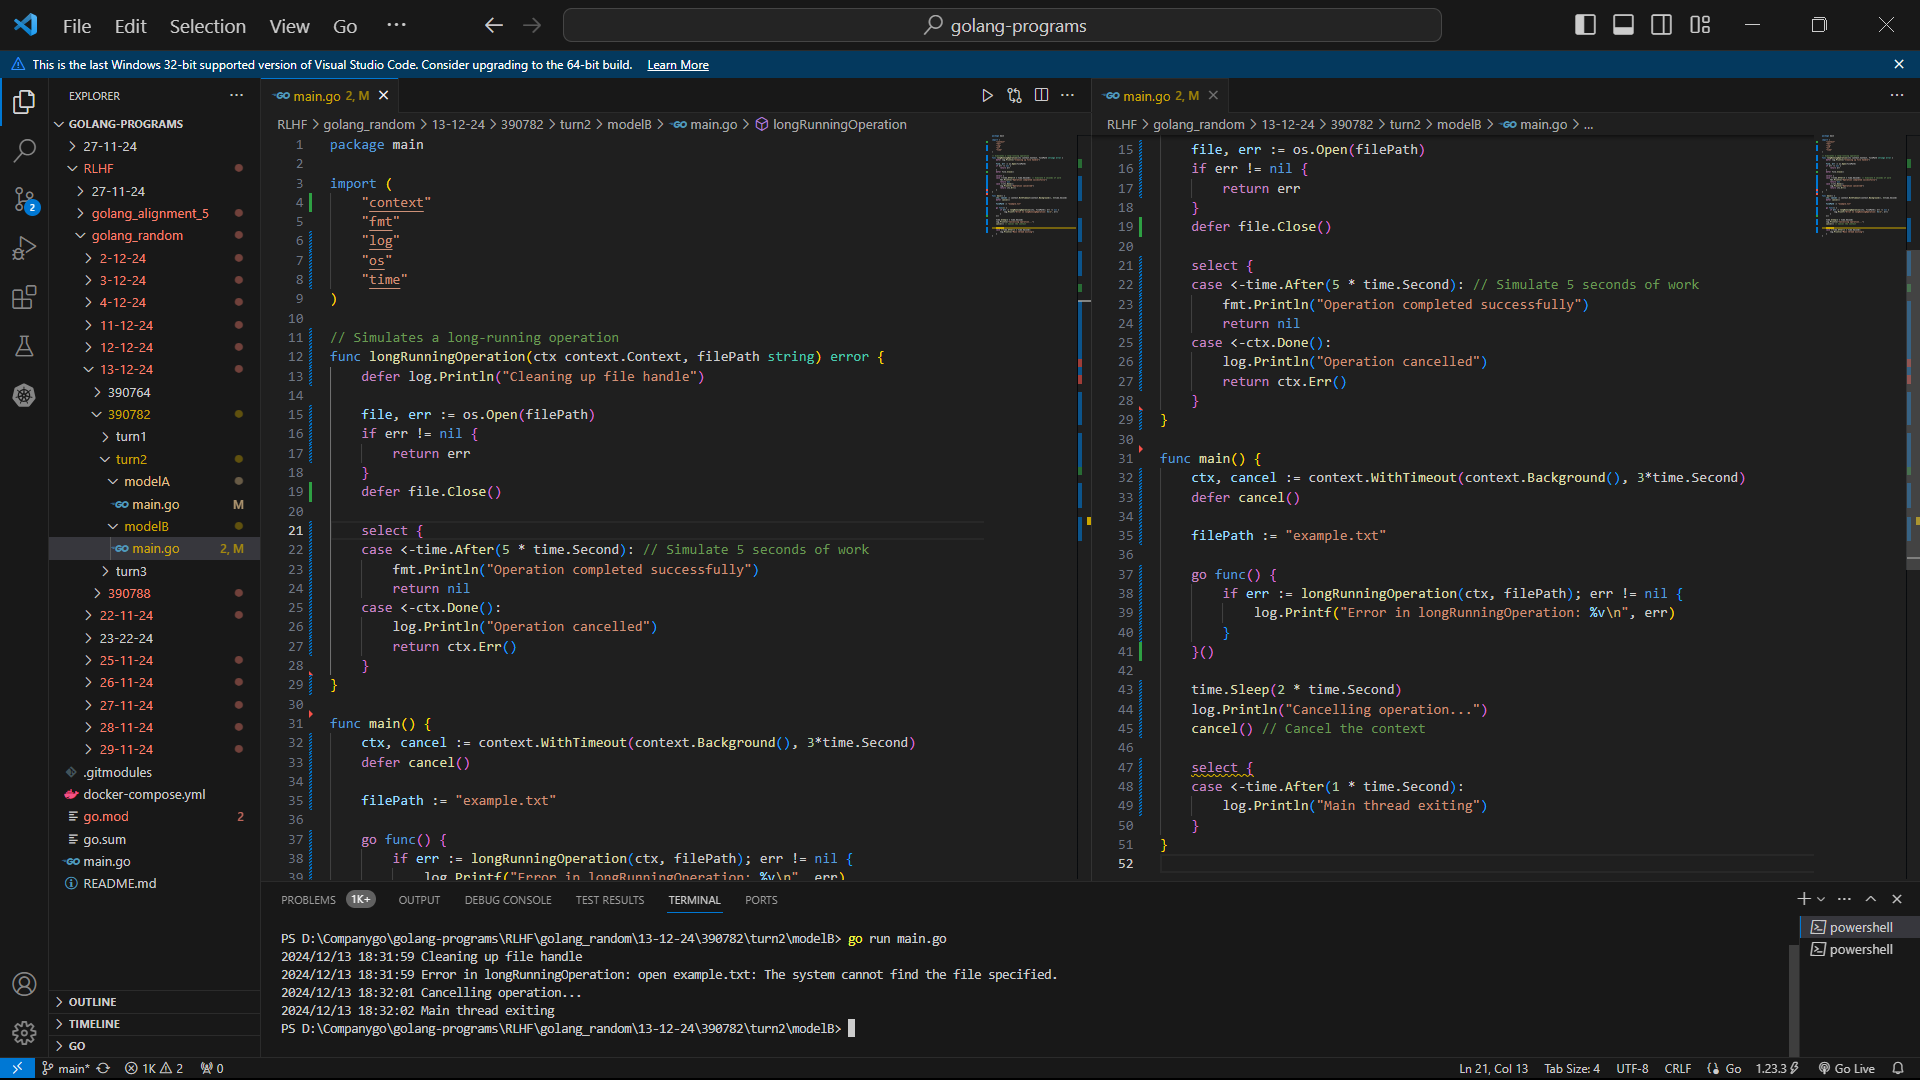 File Edit Selection View Go ··· golang-programs
This is the last Windows 32-bit supported version of Visual Studio Code. Consider upgrading to the 64-bit build. Learn More
EXPLORER
GOLANG-PROGRAMS
27-11-24
RLHF
27-11-24
golang_alignment_5
golang_random
2-12-24
3-12-24
4-12-24
11-12-24
12-12-24
13-12-24
390764
390782
turn1
turn2
modelA
main.go M
modelB
main.go 2, M
turn3
390788
22-11-24
23-22-24
25-11-24
26-11-24
27-11-24
28-11-24
29-11-24
.gitmodules
docker-compose.yml
go.mod 2
go.sum
main.go
README.md
OUTLINE
TIMELINE
GO
main.go 2, M
RLHF > golang_random > 13-12-24 > 390782 > turn2 > modelB > main.go > longRunningOperation
1 package main
2
3 import (
4 "context"
5 "fmt"
6 "log"
7 "os"
8 "time"
9 )
10
11 // Simulates a long-running operation
12 func longRunningOperation(ctx context.Context, filePath string) error {
13 defer log.Println("Cleaning up file handle")
14
15 file, err := os.Open(filePath)
16 if err != nil {
17 return err
18 }
19 defer file.Close()
20
21 select {
22 case <-time.After(5 * time.Second): // Simulate 5 seconds of work
23 fmt.Println("Operation completed successfully")
24 return nil
25 case <-ctx.Done():
26 log.Println("Operation cancelled")
27 return ctx.Err()
28 }
29 }
30
31 func main() {
32 ctx, cancel := context.WithTimeout(context.Background(), 3*time.Second)
33 defer cancel()
34
35 filePath := "example.txt"
36
37 go func() {
38 if err := longRunningOperation(ctx, filePath); err != nil {
39 log.Printf("Error in longRunningOperation: %v\n", err)
main.go 2, M
RLHF > golang_random > 13-12-24 > 390782 > turn2 > modelB > main.go > ...
15 file, err := os.Open(filePath)
16 if err != nil {
17 return err
18 }
19 defer file.Close()
20
21 select {
22 case <-time.After(5 * time.Second): // Simulate 5 seconds of work
23 fmt.Println("Operation completed successfully")
24 return nil
25 case <-ctx.Done():
26 log.Println("Operation cancelled")
27 return ctx.Err()
28 }
29 }
30
31 func main() {
32 ctx, cancel := context.WithTimeout(context.Background(), 3*time.Second)
33 defer cancel()
34
35 filePath := "example.txt"
36
37 go func() {
38 if err := longRunningOperation(ctx, filePath); err != nil {
39 log.Printf("Error in longRunningOperation: %v\n", err)
40 }
41 }()
42
43 time.Sleep(2 * time.Second)
44 log.Println("Cancelling operation...")
45 cancel() // Cancel the context
46
47 select {
48 case <-time.After(1 * time.Second):
49 log.Println("Main thread exiting")
50 }
51 }
52
PROBLEMS 1K+ OUTPUT DEBUG CONSOLE TEST RESULTS TERMINAL PORTS
PS D:\Companygo\golang-programs\RLHF\golang_random\13-12-24\390782\turn2\modelB> go run main.go
2024/12/13 18:31:59 Cleaning up file handle
2024/12/13 18:31:59 Error in longRunningOperation: open example.txt: The system cannot find the file specified.
2024/12/13 18:32:01 Cancelling operation...
2024/12/13 18:32:02 Main thread exiting
PS D:\Companygo\golang-programs\RLHF\golang_random\13-12-24\390782\turn2\modelB>
powershell
powershell
2
main* 1K 2 0 Ln 21, Col 13 Tab Size: 4 UTF-8 CRLF Go 1.23.3 Go Live